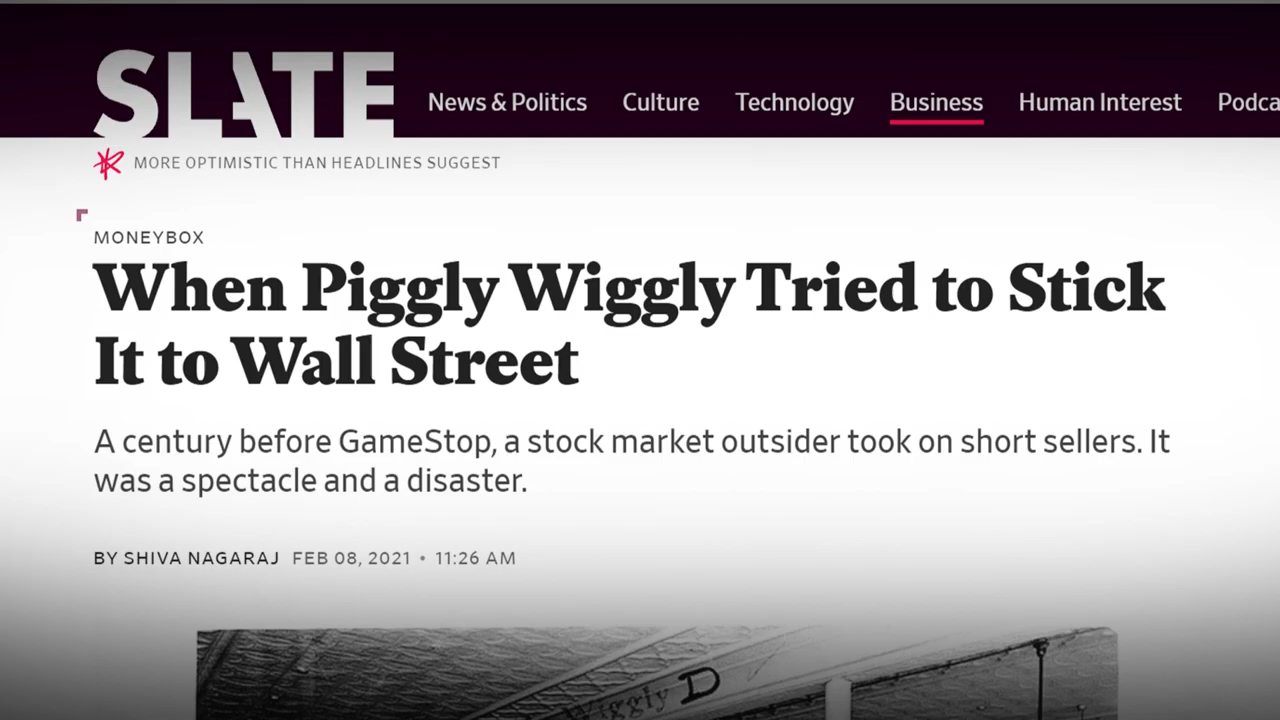 SLATE
News & Politics Culture Technology Business Human Interest Podca
MORE OPTIMISTIC THAN HEADLINES SUGGEST
MONEYBOX
When Piggly Wiggly Tried to Stick
It to Wall Street
A century before GameStop, a stock market outsider took on short sellers. It
was a spectacle and a disaster.
BY SHIVA NAGARAJ FEB 08, 2021 • 11:26 AM
Wiggly D